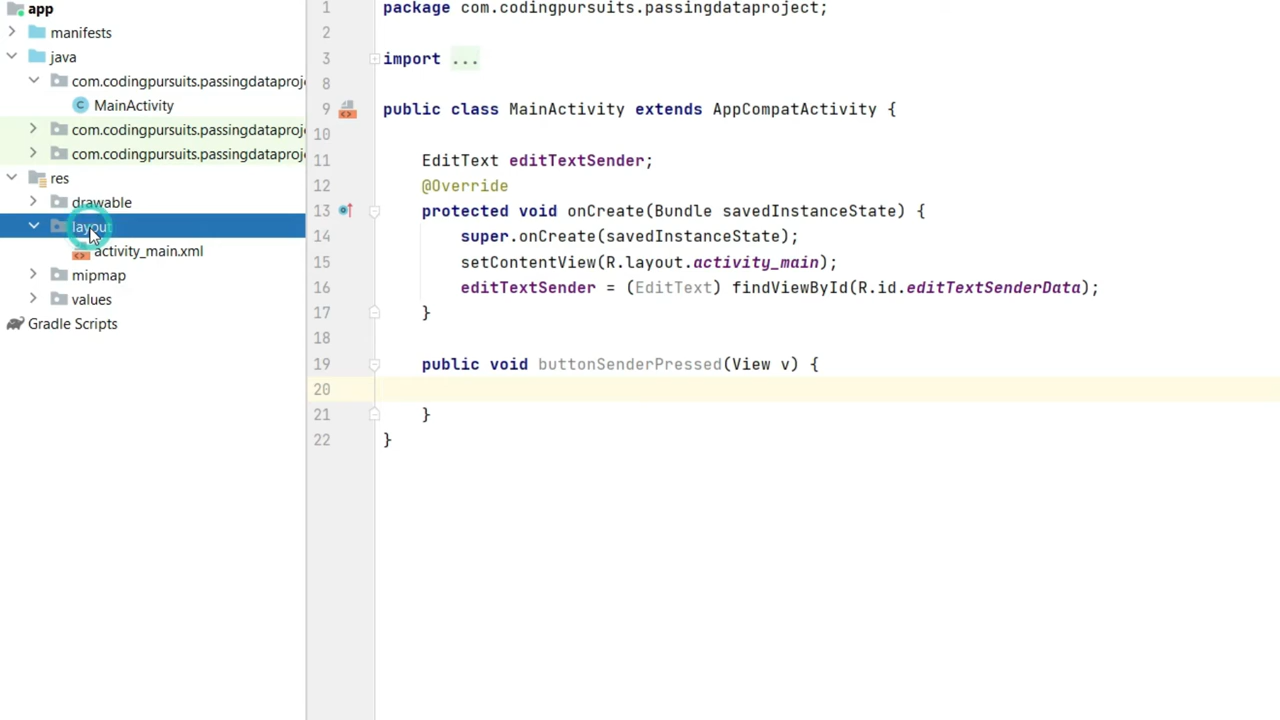 app
manifests
java
com.codingpursuits.passingdataproje
MainActivity
com.codingpursuits.passingdataproje
com.codingpursuits.passingdataproje
res
drawable
layout
activity_main.xml
mipmap
values
Gradle Scripts
1 package com.codingpursuits.passingdataproject;
2
3 import ...
8
9 public class MainActivity extends AppCompatActivity {
10
11 EditText editTextSender;
12 @Override
13 protected void onCreate(Bundle savedInstanceState) {
14 super.onCreate(savedInstanceState);
15 setContentView(R.layout.activity_main);
16 editTextSender = (EditText) findViewById(R.id.editTextSenderData);
17 }
18
19 public void buttonSenderPressed(View v) {
20
21 }
22 }